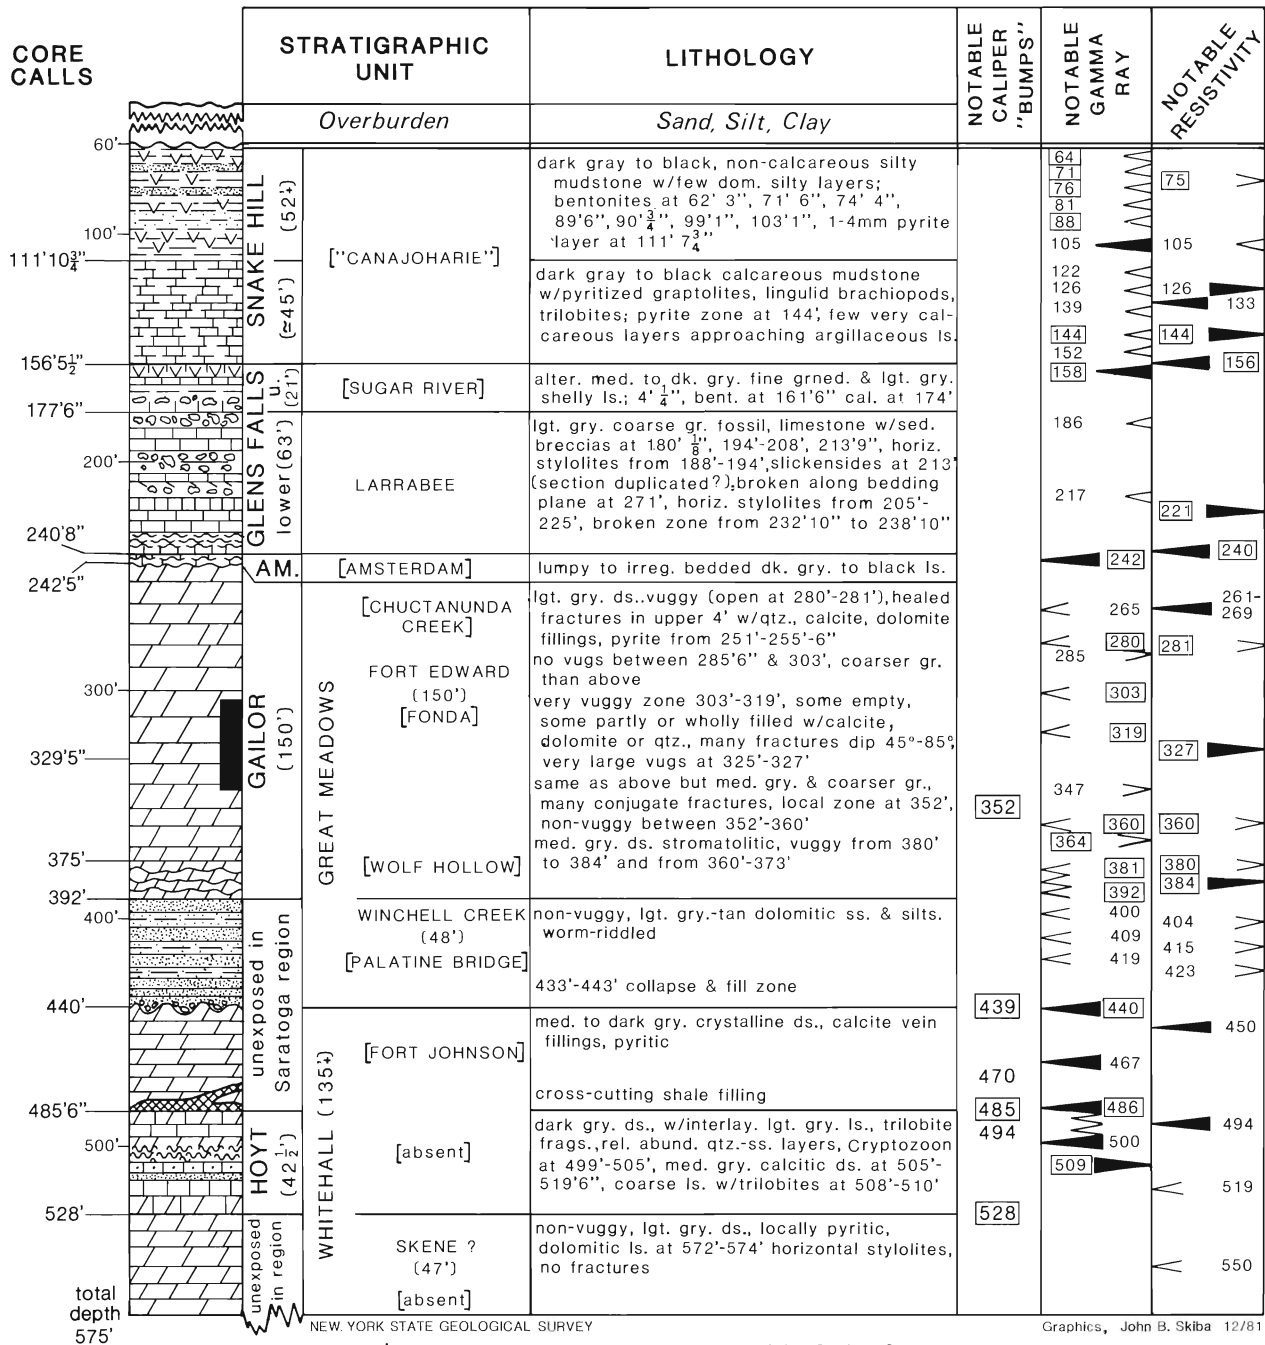 CORE
CALLS
STRATIGRAPHIC
UNIT
LITHOLOGY
NOTABLE
CALIPER
"BUMPS"
NOTABLE
GAMMA
RAY
NOTABLE
RESISTIVITY
Overburden
Sand, Silt, Clay
60'
100'
111'10¾"
156'5½"
177'6"
200'
240'8"
242'5"
300'
329'5"
375'
392'
400'
440'
485'6"
500'
528'
total
depth
575'
SNAKE HILL
(52'+)
(≃45')
GLENS FALLS
u.
(21')
lower (63')
AM.
GAILOR
(150')
unexposed in
Saratoga region
HOYT
(42½')
unexposed
in region
GREAT MEADOWS
WHITEHALL (135+)
["CANAJOHARIE"]
[SUGAR RIVER]
LARRABEE
[AMSTERDAM]
[CHUCTANUNDA
CREEK]
FORT EDWARD
(150')
[FONDA]
[WOLF HOLLOW]
WINCHELL CREEK
(48')
[PALATINE BRIDGE]
[FORT JOHNSON]
[absent]
SKENE ?
(47')
[absent]
dark gray to black, non-calcareous silty
mudstone w/few dom. silty layers;
bentonites at 62' 3", 71' 6", 74' 4",
89'6", 90' ¾", 99'1", 103'1", 1-4mm pyrite
layer at 111' 7¾"
dark gray to black calcareous mudstone
w/pyritized graptolites, lingulid brachiopods,
trilobites; pyrite zone at 144', few very cal-
careous layers approaching argillaceous ls.
alter. med. to dk. gry. fine grned. & lgt. gry.
shelly ls.; 4' ¼", bent. at 161'6" cal. at 174'
lgt. gry. coarse gr. fossil, limestone w/sed.
breccias at 180' ⅛", 194'-208', 213'9", horiz.
stylolites from 188'-194', slickensides at 213'
(section duplicated?), broken along bedding
plane at 271', horiz. stylolites from 205'-
225', broken zone from 232'10" to 238'10"
lumpy to irreg. bedded dk. gry. to black ls.
lgt. gry. ds..vuggy (open at 280'-281'), healed
fractures in upper 4' w/qtz., calcite, dolomite
fillings, pyrite from 251'-255'-6"
no vugs between 285'6" & 303', coarser gr.
than above
very vuggy zone 303'-319', some empty,
some partly or wholly filled w/calcite,
dolomite or qtz., many fractures dip 45°-85°,
very large vugs at 325'-327'
same as above but med. gry. & coarser gr.,
many conjugate fractures, local zone at 352',
non-vuggy between 352'-360'
med. gry. ds. stromatolitic, vuggy from 380'
to 384' and from 360'-373'
non-vuggy, lgt. gry.-tan dolomitic ss. & silts.
worm-riddled
433'-443' collapse & fill zone
med. to dark gry. crystalline ds., calcite vein
fillings, pyritic
cross-cutting shale filling
dark gry. ds., w/interlay. lgt. gry. ls., trilobite
frags.,rel. abund. qtz.-ss. layers, Cryptozoon
at 499'-505', med. gry. calcitic ds. at 505'-
519'6", coarse ls. w/trilobites at 508'-510'
non-vuggy, lgt. gry. ds., locally pyritic,
dolomitic ls. at 572'-574' horizontal stylolites,
no fractures
352
439
470
485
494
528
64
71
76
81
88
105
122
126
139
144
152
158
186
217
242
265
280
285
303
319
347
360
364
381
392
400
409
419
440
467
486
500
509
75
105
126
133
144
156
221
240
261-
269
281
327
360
380
384
404
415
423
450
494
519
550
NEW. YORK STATE GEOLOGICAL SURVEY
Graphics, John B. Skiba 12/81